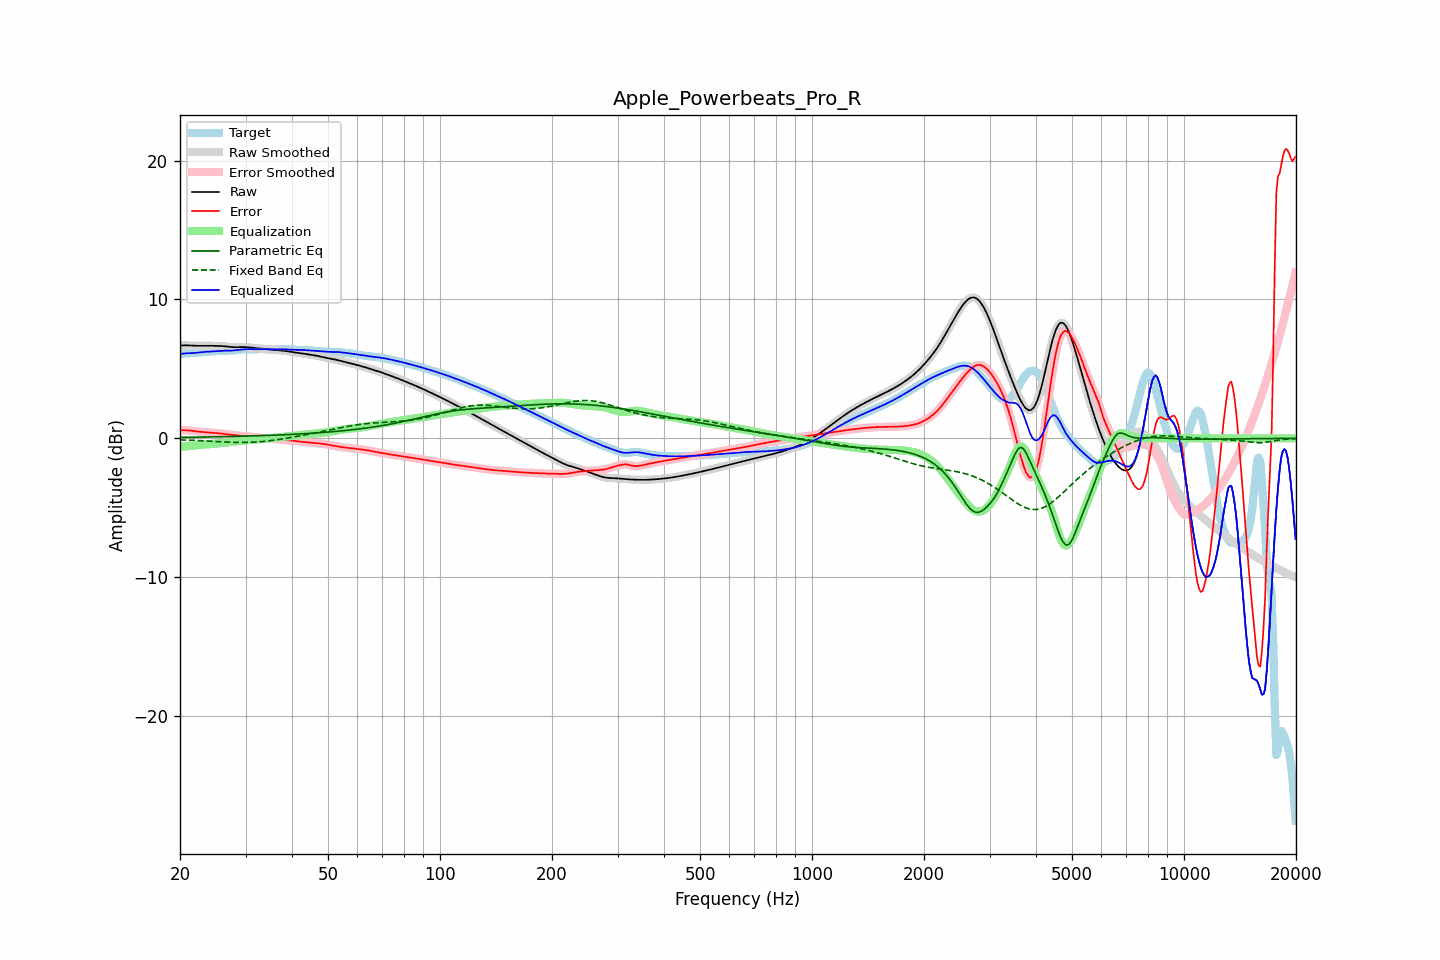 Apple_Powerbeats_Pro_R
Target
Raw Smoothed
Error Smoothed
Raw
Error
Equalization
Parametric Eq
Fixed Band Eq
Equalized
20
10
0
−10
−20
Amplitude (dBr)
20 50 100 200 500 1000 2000 5000 10000 20000
Frequency (Hz)